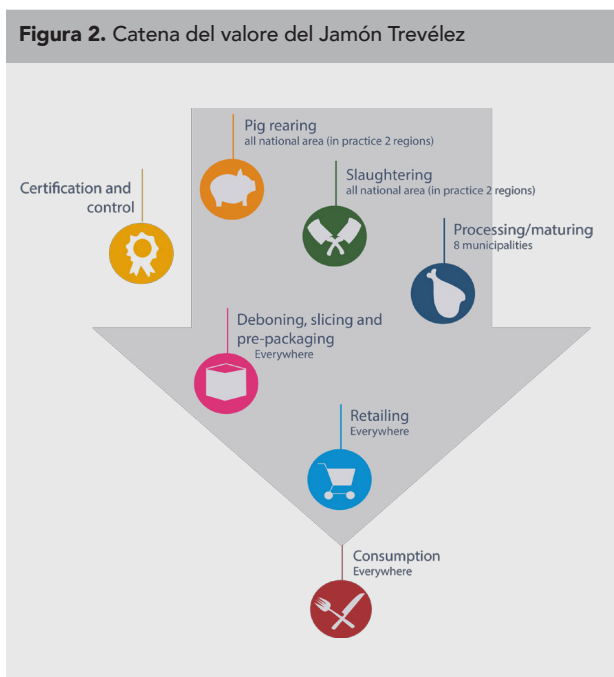 Figura 2. Catena del valore del Jamón Trevélez
Pig rearing
all national area (in practice 2 regions)
Slaughtering
all national area (in practice 2 regions)
Certification and
control
Processing/maturing
8 municipalities
Deboning, slicing and
pre-packaging
Everywhere
Retailing
Everywhere
Consumption
Everywhere